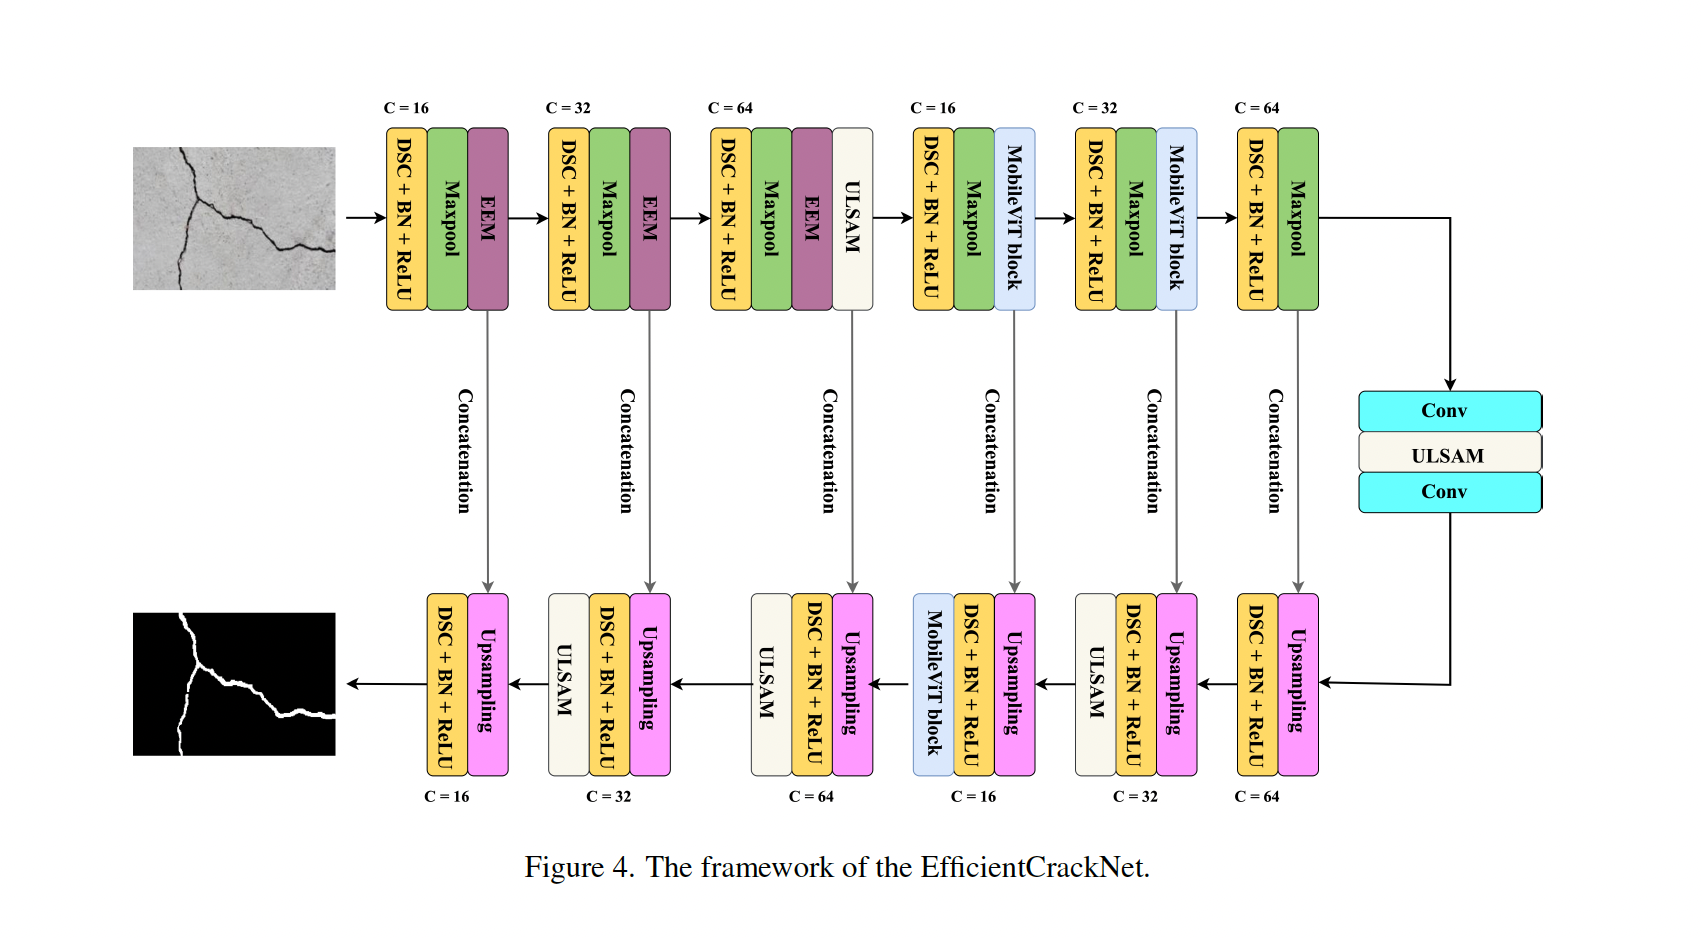 C = 16
C = 32
C = 64
C = 16
C = 32
C = 64
DSC + BN + ReLU
Maxpool
EEM
DSC + BN + ReLU
Maxpool
EEM
DSC + BN + ReLU
Maxpool
EEM
ULSAM
DSC + BN + ReLU
Maxpool
MobileViT block
DSC + BN + ReLU
Maxpool
MobileViT block
DSC + BN + ReLU
Maxpool
Concatenation
Concatenation
Concatenation
Concatenation
Concatenation
Concatenation
Conv
ULSAM
Conv
DSC + BN + ReLU
Upsampling
ULSAM
DSC + BN + ReLU
Upsampling
ULSAM
DSC + BN + ReLU
Upsampling
MobileViT block
DSC + BN + ReLU
Upsampling
ULSAM
DSC + BN + ReLU
Upsampling
DSC + BN + ReLU
Upsampling
C = 16
C = 32
C = 64
C = 16
C = 32
C = 64
Figure 4. The framework of the EfficientCrackNet.